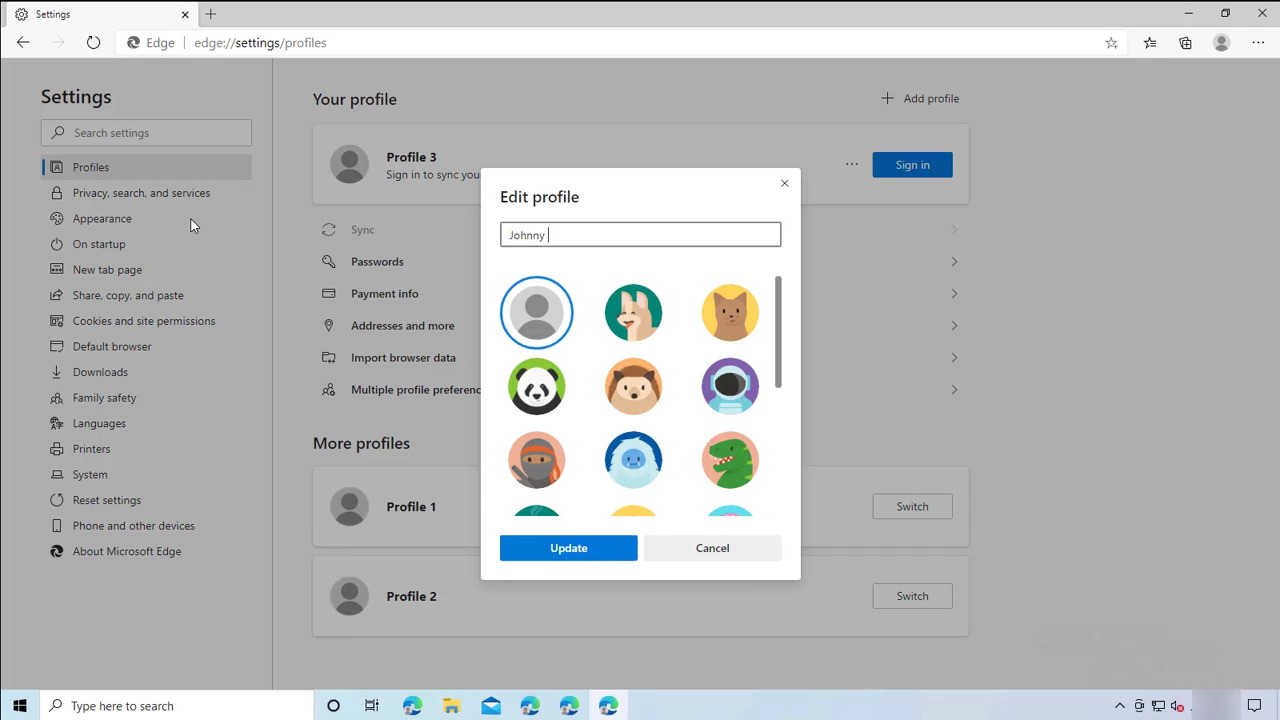 Settings
Edge
edge://settings/profiles
Settings
Search settings
Profiles
Privacy, search, and services
Appearance
On startup
New tab page
Share, copy, and paste
Cookies and site permissions
Default browser
Downloads
Family safety
Languages
Printers
System
Reset settings
Phone and other devices
About Microsoft Edge
Your profile
Add profile
Profile 3
Sign in to sync you
Sign in
Sync
Passwords
Payment info
Addresses and more
Import browser data
Multiple profile preferenc
More profiles
Profile 1
Switch
Profile 2
Switch
Edit profile
Johnny
Update
Cancel
Type here to search